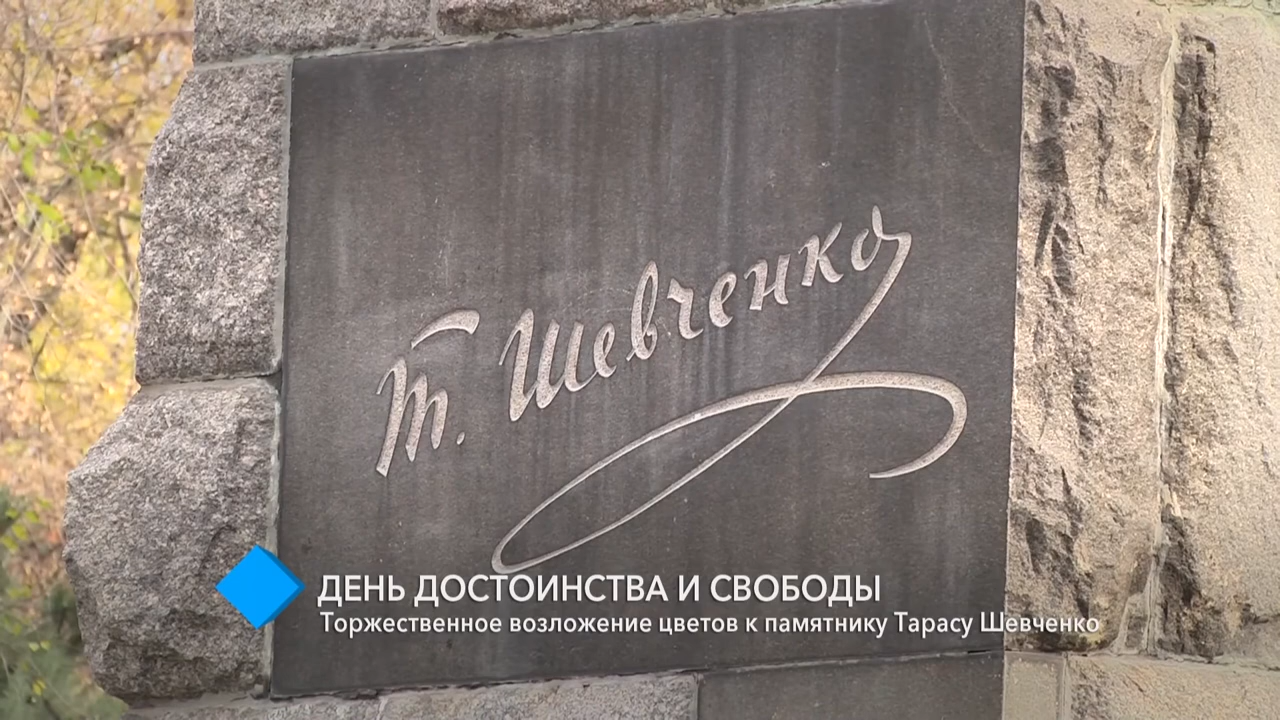 Т. Шевченко
ДЕНЬ ДОСТОИНСТВА И СВОБОДЫ
Торжественное возложение цветов к памятнику Тарасу Шевченко